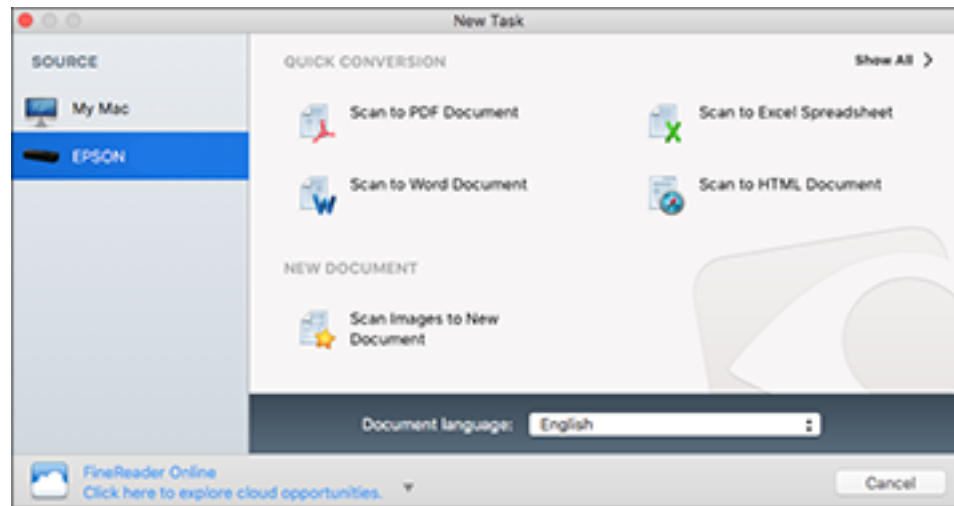 New Task
SOURCE
My Mac
EPSON
QUICK CONVERSION
Show All >
Scan to PDF Document
Scan to Excel Spreadsheet
Scan to Word Document
Scan to HTML Document
NEW DOCUMENT
Scan Images to New
Document
Document language: English
FineReader Online
Click here to explore cloud opportunities.
Cancel